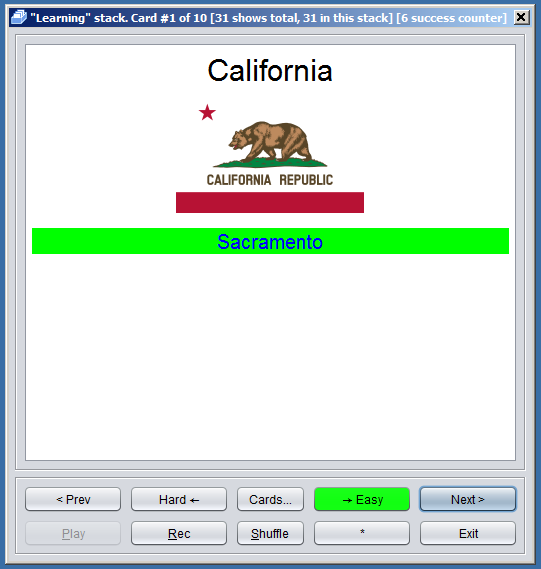 "Learning" stack. Card #1 of 10 [31 shows total, 31 in this stack] [6 success counter]
California
CALIFORNIA REPUBLIC
Sacramento
< Prev Hard ← Cards... → Easy Next >
Play Rec Shuffle * Exit